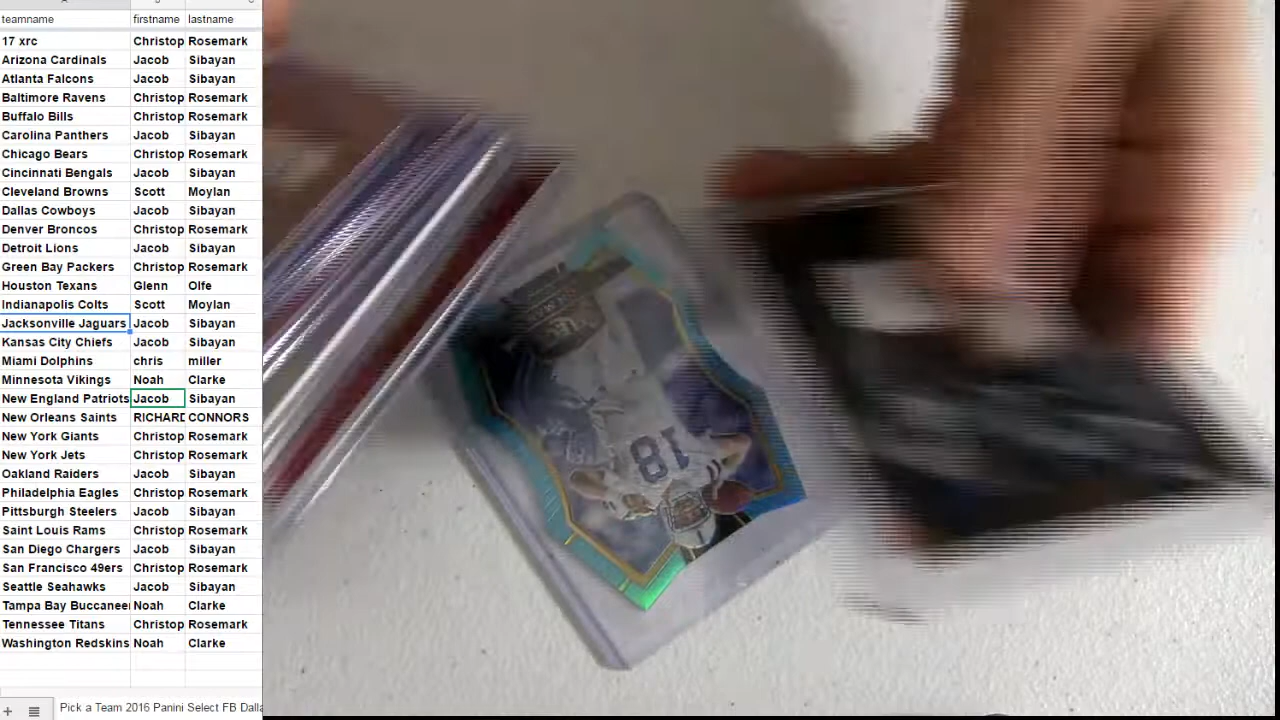 teamname firstname lastname
17 xrc Christop Rosemark
Arizona Cardinals Jacob Sibayan
Atlanta Falcons Jacob Sibayan
Baltimore Ravens Christop Rosemark
Buffalo Bills Christop Rosemark
Carolina Panthers Jacob Sibayan
Chicago Bears Christop Rosemark
Cincinnati Bengals Jacob Sibayan
Cleveland Browns Scott Moylan
Dallas Cowboys Jacob Sibayan
Denver Broncos Christop Rosemark
Detroit Lions Jacob Sibayan
Green Bay Packers Christop Rosemark
Houston Texans Glenn Olfe
Indianapolis Colts Scott Moylan
Jacksonville Jaguars Jacob Sibayan
Kansas City Chiefs Jacob Sibayan
Miami Dolphins chris miller
Minnesota Vikings Noah Clarke
New England Patriots Jacob Sibayan
New Orleans Saints RICHARD CONNORS
New York Giants Christop Rosemark
New York Jets Christop Rosemark
Oakland Raiders Jacob Sibayan
Philadelphia Eagles Christop Rosemark
Pittsburgh Steelers Jacob Sibayan
Saint Louis Rams Christop Rosemark
San Diego Chargers Jacob Sibayan
San Francisco 49ers Christop Rosemark
Seattle Seahawks Jacob Sibayan
Tampa Bay Buccaneer Noah Clarke
Tennessee Titans Christop Rosemark
Washington Redskins Noah Clarke
Pick a Team 2016 Panini Select FB Dalla
18